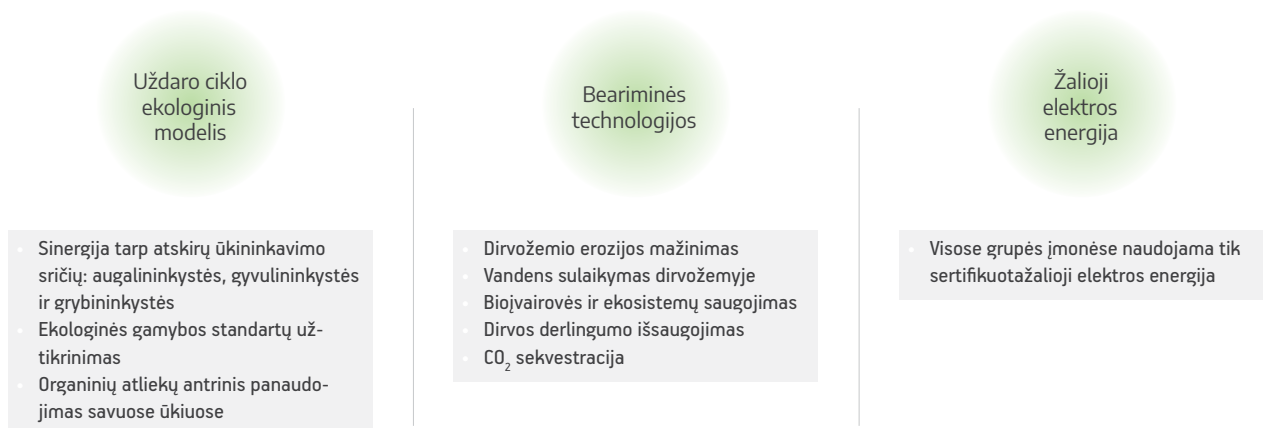 Uždaro ciklo
ekologinis
modelis
Sinergija tarp atskirų ūkininkavimo
sričių: augalininkystės, gyvulininkystės
ir grybininkystės
Ekologinės gamybos standartų už-
tikrinimas
Organinių atliekų antrinis panaudo-
jimas savuose ūkiuose
Beariminės
technologijos
Dirvožemio erozijos mažinimas
Vandens sulaikymas dirvožemyje
Bioįvairovės ir ekosistemų saugojimas
Dirvos derlingumo išsaugojimas
CO₂ sekvestracija
Žalioji
elektros
energija
Visose grupės įmonėse naudojama tik
sertifikuotažalioji elektros energija